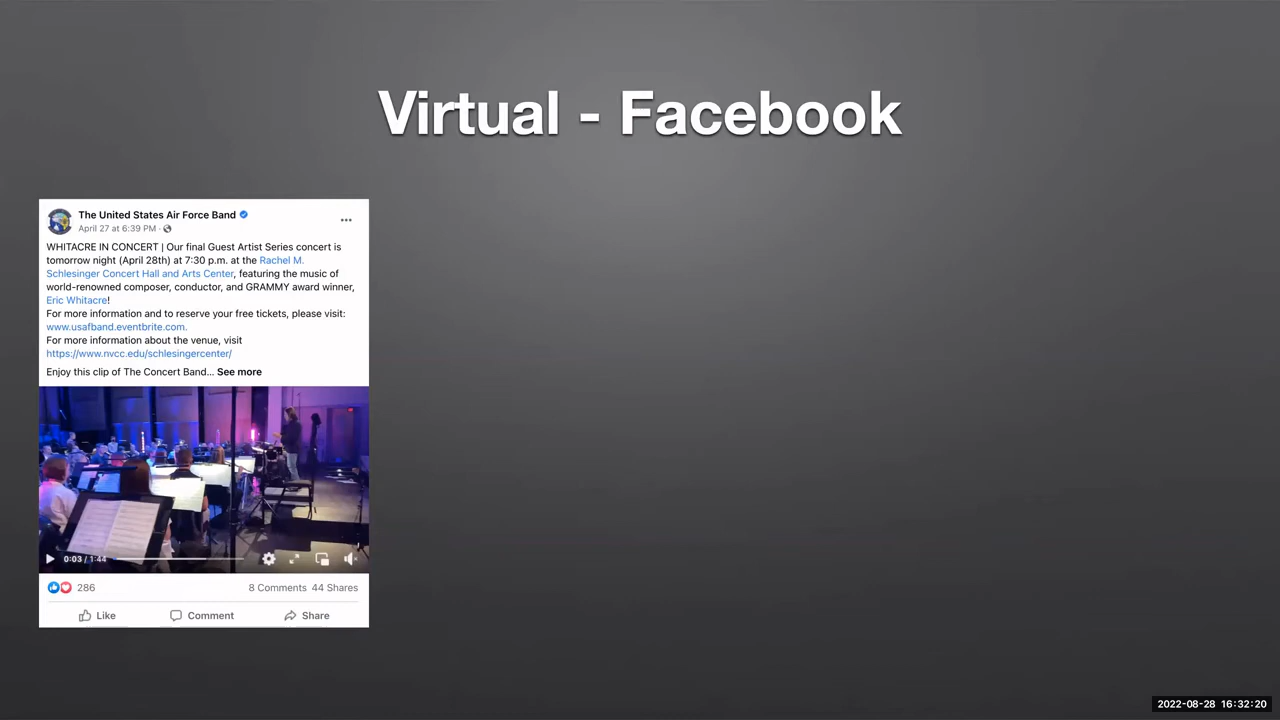 Virtual - Facebook
The United States Air Force Band
April 27 at 6:39 PM ·
WHITACRE IN CONCERT | Our final Guest Artist Series concert is
tomorrow night (April 28th) at 7:30 p.m. at the Rachel M.
Schlesinger Concert Hall and Arts Center, featuring the music of
world-renowned composer, conductor, and GRAMMY award winner,
Eric Whitacre!
For more information and to reserve your free tickets, please visit:
www.usafband.eventbrite.com.
For more information about the venue, visit
https://www.nvcc.edu/schlesingercenter/
Enjoy this clip of The Concert Band... See more
0:03 / 1:44
286
8 Comments 44 Shares
Like Comment Share
2022-08-28 16:32:20